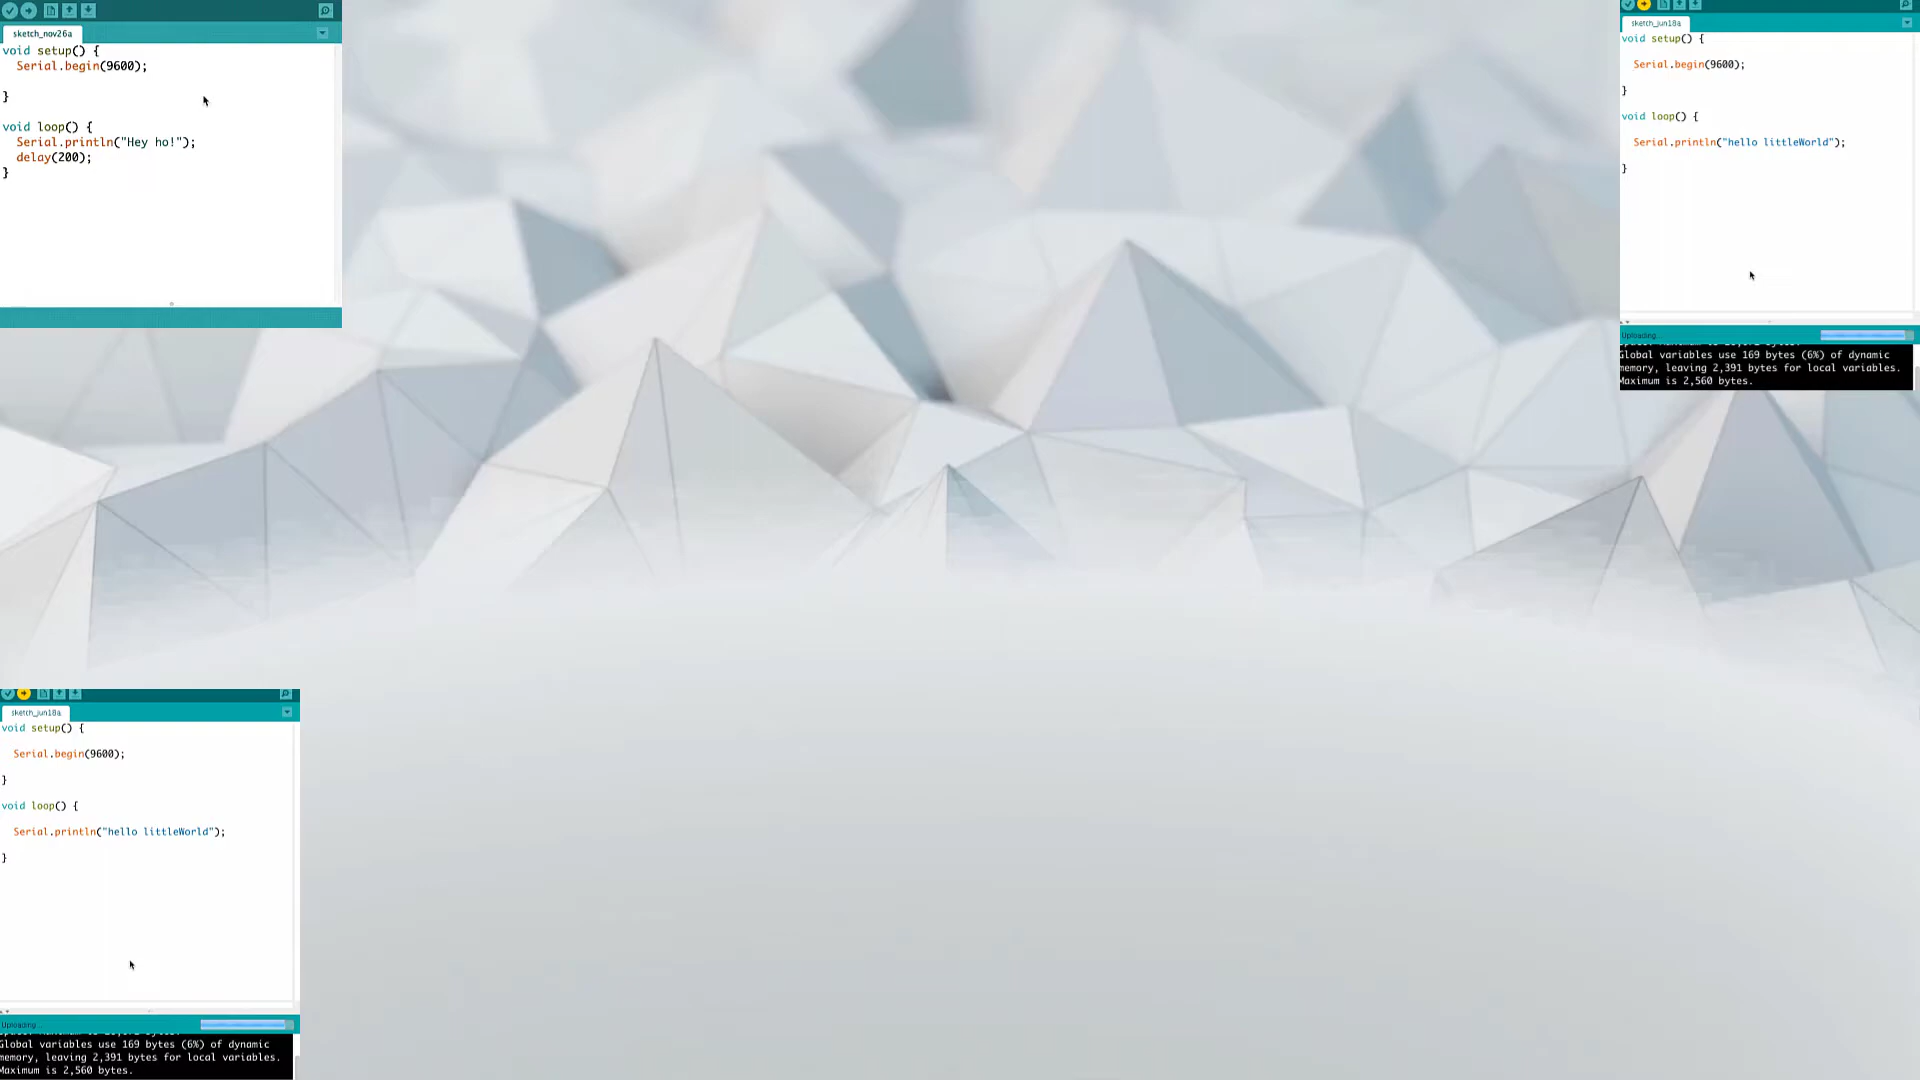 sketch_nov26a
void setup() {
Serial.begin(9600);
}
void loop() {
Serial.println("Hey ho!");
delay(200);
}
sketch_jun18a
void setup() {
Serial.begin(9600);
}
void loop() {
Serial.println("hello littleWorld");
}
Uploading...
Global variables use 169 bytes (6%) of dynamic
memory, leaving 2,391 bytes for local variables.
Maximum is 2,560 bytes.
sketch_jun18a
void setup() {
Serial.begin(9600);
}
void loop() {
Serial.println("hello littleWorld");
}
Uploading...
Global variables use 169 bytes (6%) of dynamic
memory, leaving 2,391 bytes for local variables.
Maximum is 2,560 bytes.